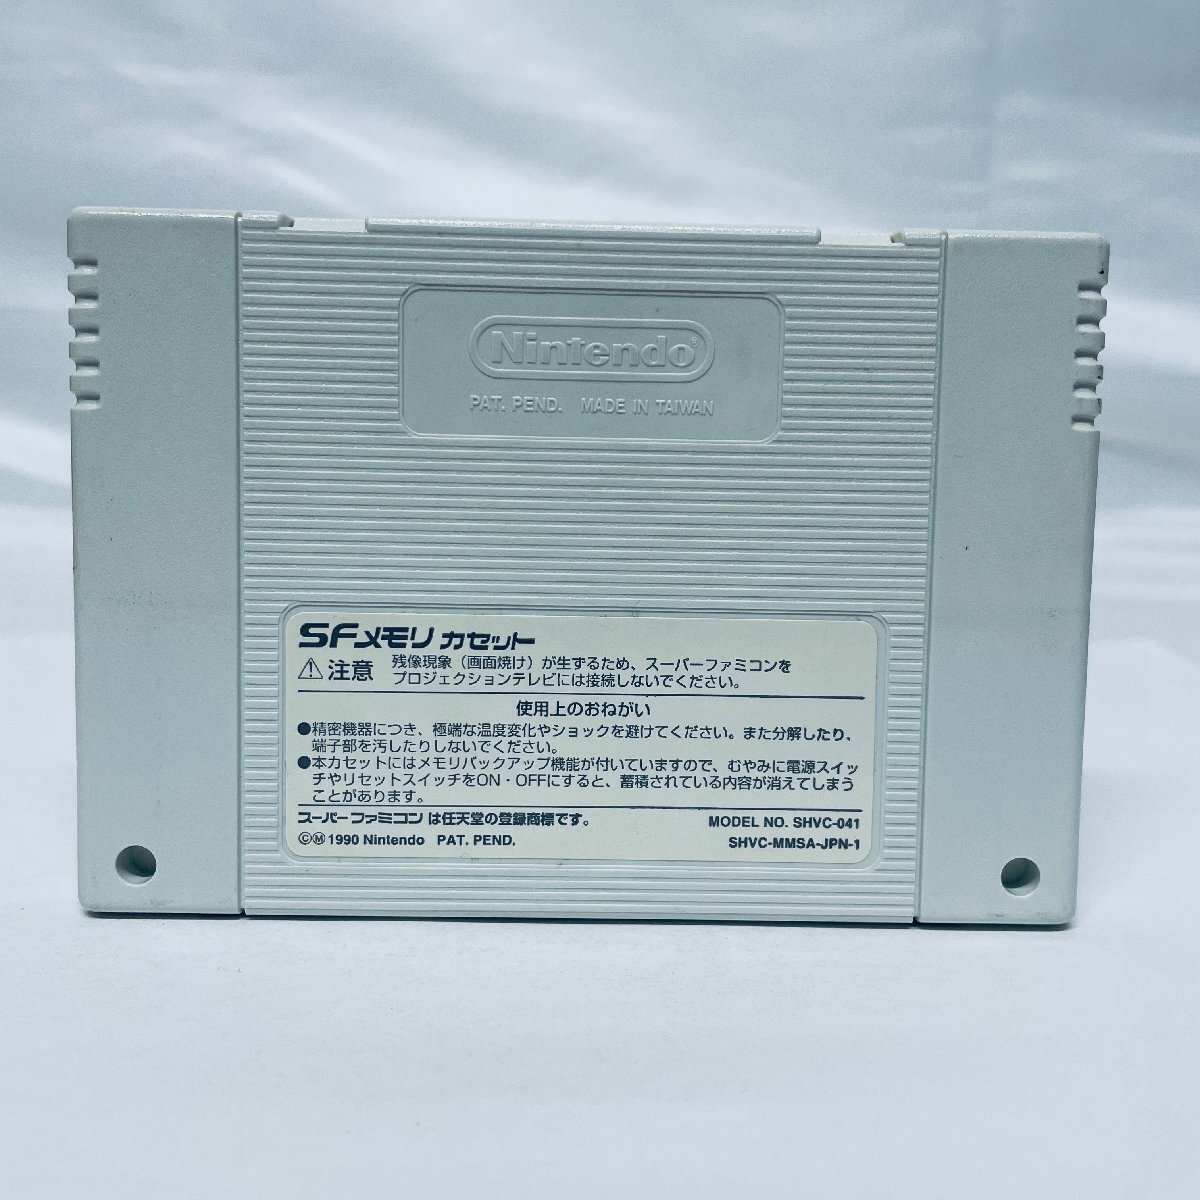 Nintendo®
PAT. PEND. MADE IN TAIWAN
SFメモリ カセット
⚠注意 残像現象（画面焼け）が生ずるため、スーパーファミコンを
プロジェクションテレビには接続しないでください。
使用上のおねがい
●精密機器につき、極端な温度変化やショックを避けてください。また分解したり、
端子部を汚したりしないでください。
●本カセットにはメモリバックアップ機能が付いていますので、むやみに電源スイッ
チやリセットスイッチをON・OFFにすると、蓄積されている内容が消えてしまう
ことがあります。
スーパーファミコンは任天堂の登録商標です。
MODEL NO. SHVC-041
ⒸⓂ1990 Nintendo PAT. PEND.
SHVC-MMSA-JPN-1